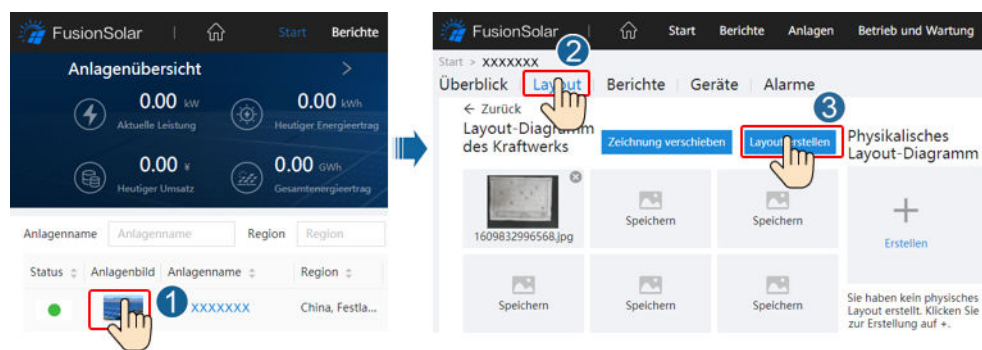 FusionSolar
Start Berichte
Anlagenübersicht >
0.00 kW
Aktuelle Leistung
0.00 kWh
Heutiger Energieertrag
0.00 ¥
Heutiger Umsatz
0.00 GWh
Gesamtenergieertrag
Anlagenname Anlagenname Region Region
Status Anlagenbild Anlagenname Region
1 XXXXXXX China, Festla...
FusionSolar Start Berichte Anlagen Betrieb und Wartung
Start > XXXXXXX
2
Überblick Layout Berichte Geräte Alarme
3
← Zurück
Layout-Diagramm
des Kraftwerks
Zeichnung verschieben
Layout erstellen
Physikalisches
Layout-Diagramm
1609832996568.jpg
Speichern
Speichern
Erstellen
Speichern
Speichern
Speichern
Sie haben kein physisches
Layout erstellt. Klicken Sie
zur Erstellung auf +.